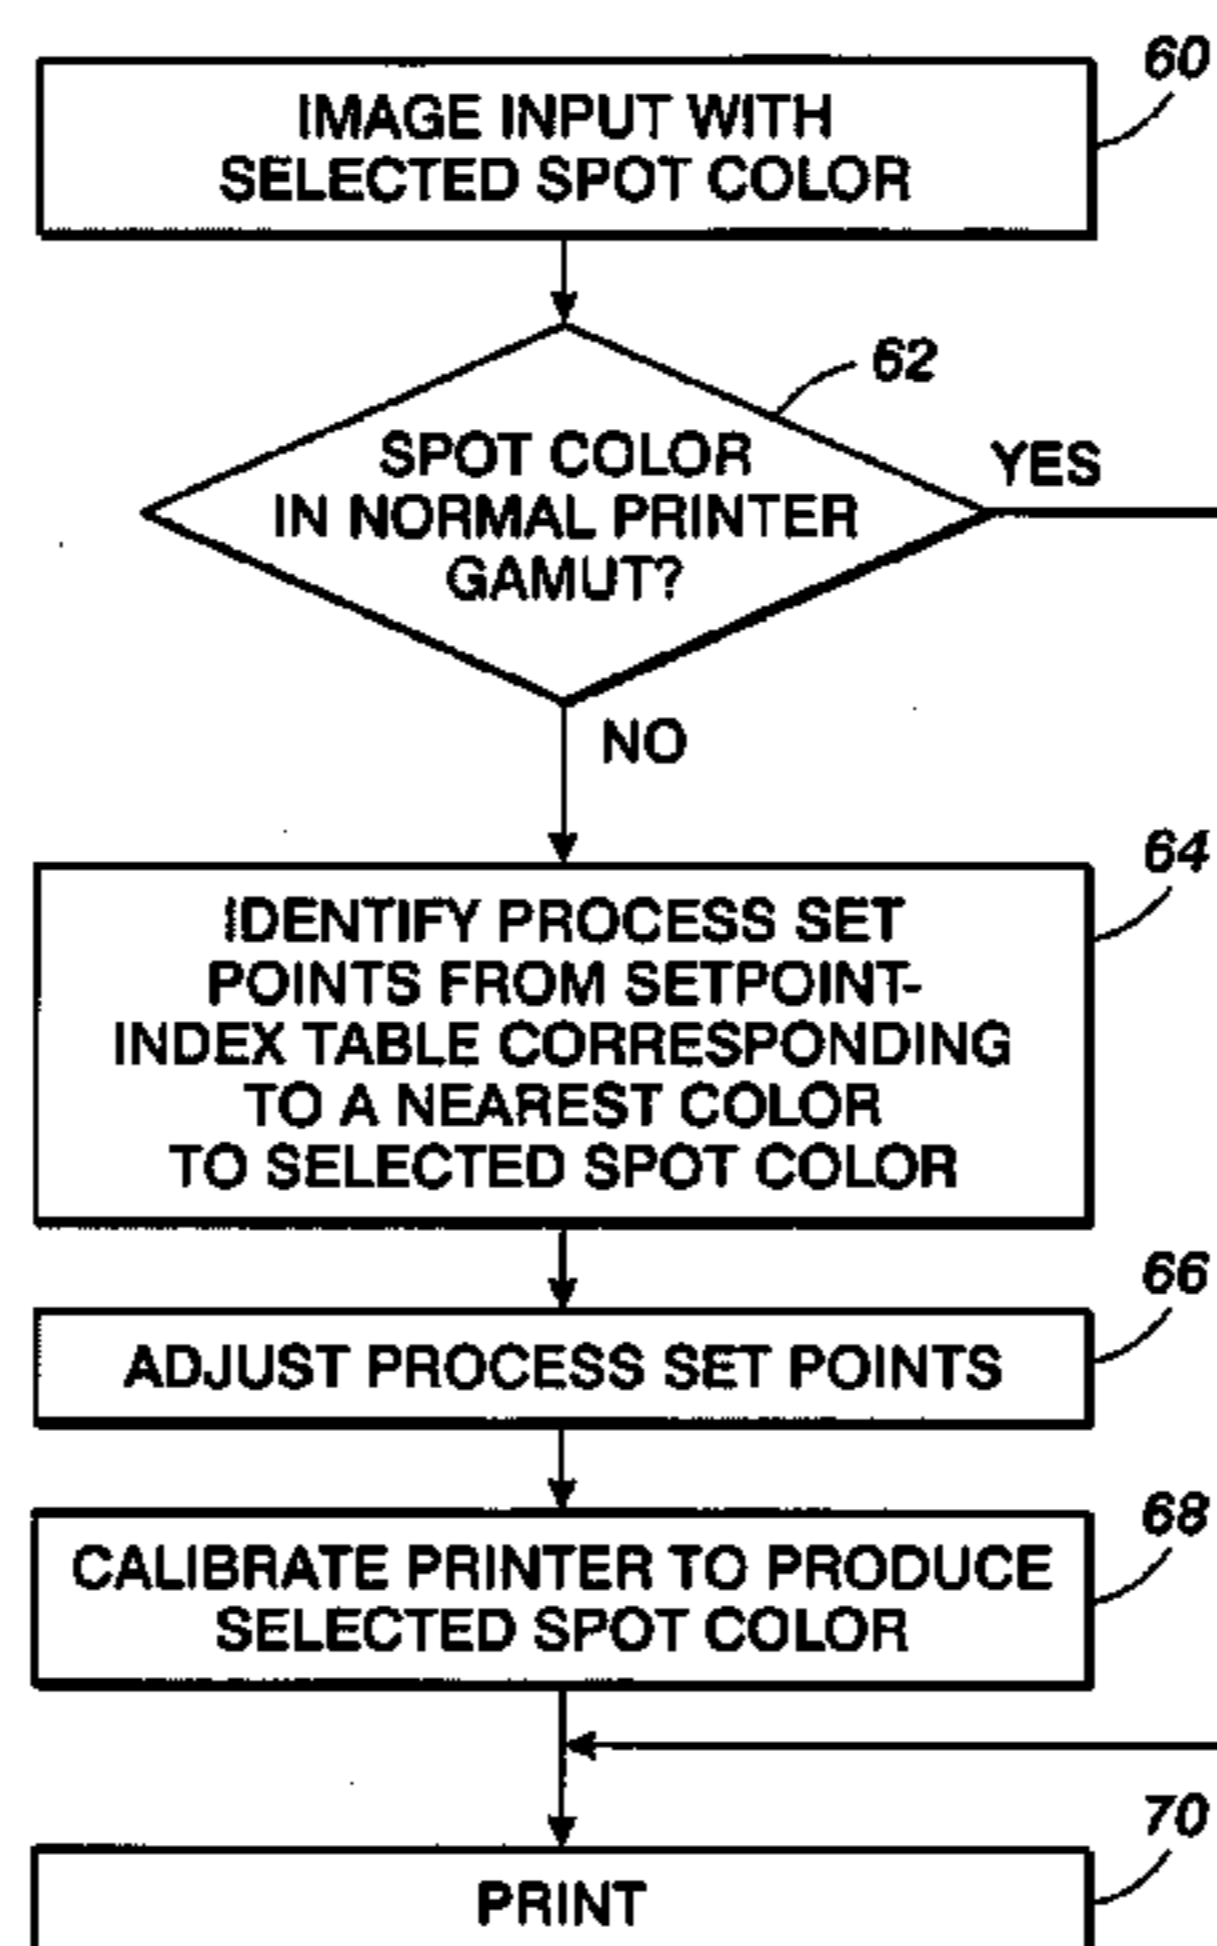 60
IMAGE INPUT WITH
SELECTED SPOT COLOR
62
SPOT COLOR
IN NORMAL PRINTER
GAMUT?
YES
NO
64
IDENTIFY PROCESS SET
POINTS FROM SETPOINT-
INDEX TABLE CORRESPONDING
TO A NEAREST COLOR
TO SELECTED SPOT COLOR
66
ADJUST PROCESS SET POINTS
68
CALIBRATE PRINTER TO PRODUCE
SELECTED SPOT COLOR
70
PRINT